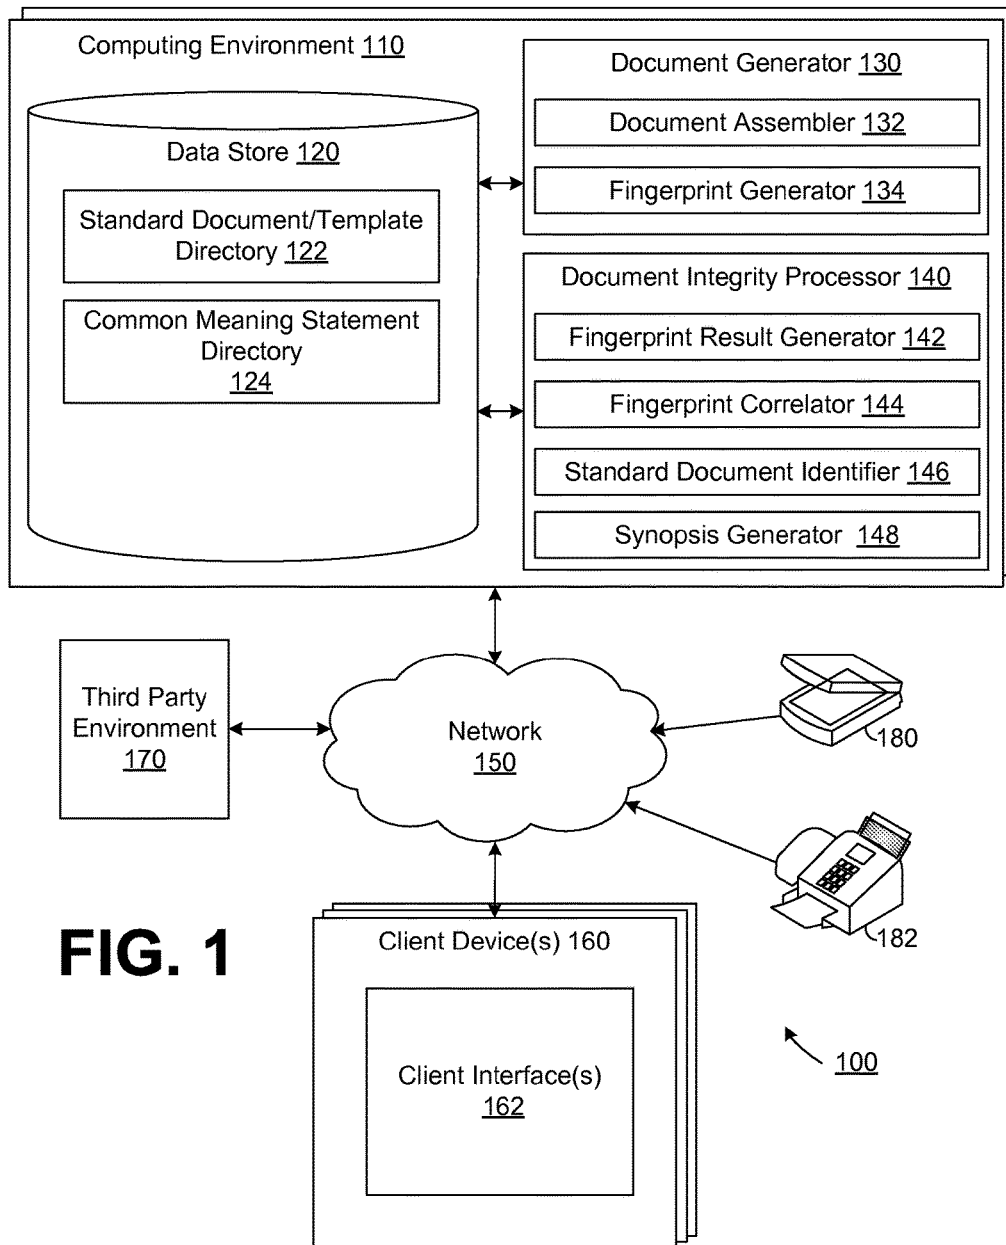 Computing Environment 110
Data Store 120
Standard Document/Template
Directory 122
Common Meaning Statement
Directory
124
Document Generator 130
Document Assembler 132
Fingerprint Generator 134
Document Integrity Processor 140
Fingerprint Result Generator 142
Fingerprint Correlator 144
Standard Document Identifier 146
Synopsis Generator 148
Third Party
Environment
170
Network
150
180
182
FIG. 1
Client Device(s) 160
Client Interface(s)
162
100